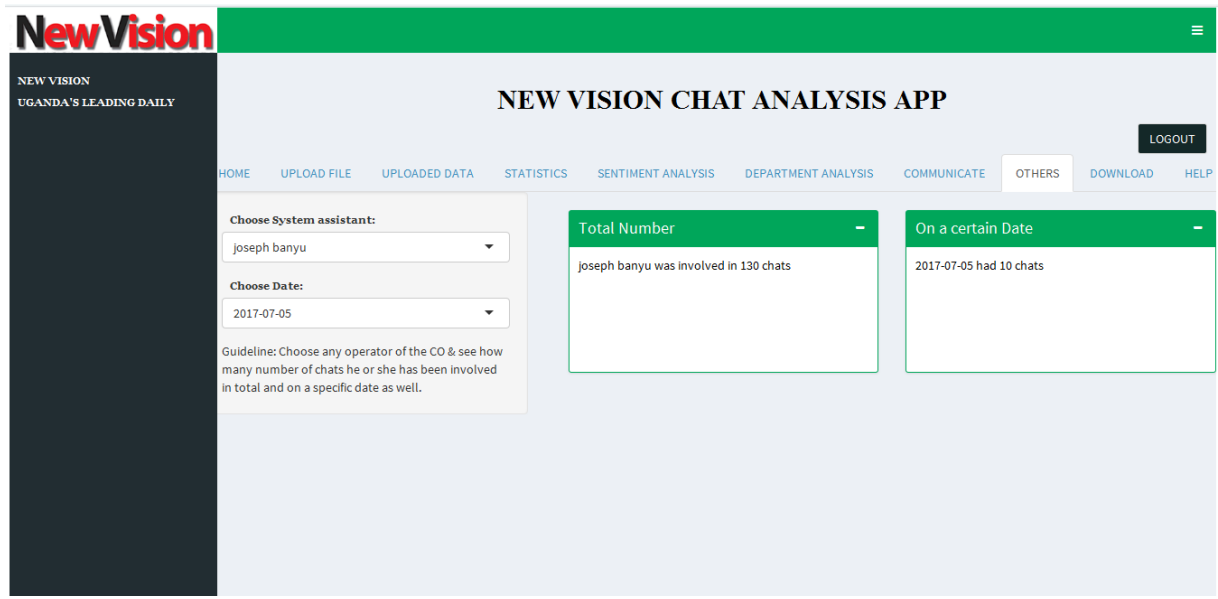 NewVision
NEW VISION
UGANDA'S LEADING DAILY
NEW VISION CHAT ANALYSIS APP
LOGOUT
HOME UPLOAD FILE UPLOADED DATA STATISTICS SENTIMENT ANALYSIS DEPARTMENT ANALYSIS COMMUNICATE OTHERS DOWNLOAD HELP
Choose System assistant:
joseph banyu
Choose Date:
2017-07-05
Guideline: Choose any operator of the CO & see how
many number of chats he or she has been involved
in total and on a specific date as well.
Total Number
joseph banyu was involved in 130 chats
On a certain Date
2017-07-05 had 10 chats